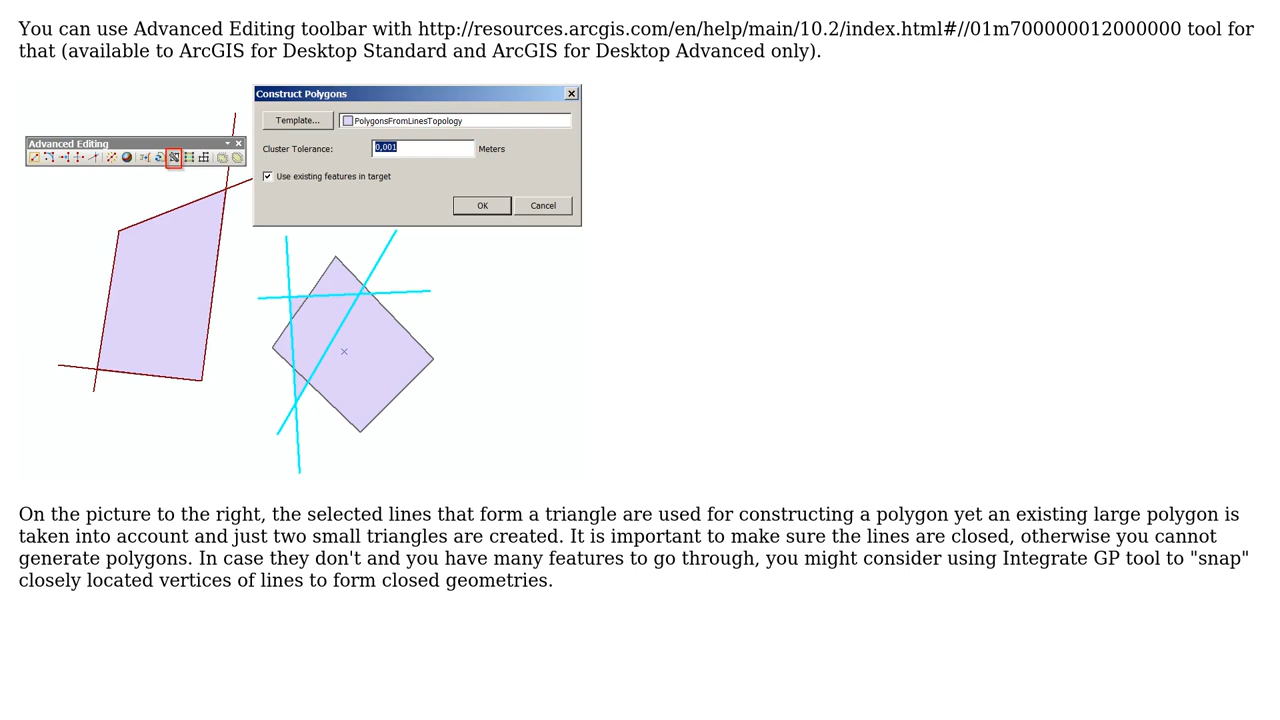 You can use Advanced Editing toolbar with http://resources.arcgis.com/en/help/main/10.2/index.html#//01m700000012000000 tool for
that (available to ArcGIS for Desktop Standard and ArcGIS for Desktop Advanced only).
Construct Polygons
Template...
PolygonsFromLinesTopology
Advanced Editing
Cluster Tolerance:
0,001
Meters
Use existing features in target
OK
Cancel
On the picture to the right, the selected lines that form a triangle are used for constructing a polygon yet an existing large polygon is
taken into account and just two small triangles are created. It is important to make sure the lines are closed, otherwise you cannot
generate polygons. In case they don't and you have many features to go through, you might consider using Integrate GP tool to "snap"
closely located vertices of lines to form closed geometries.